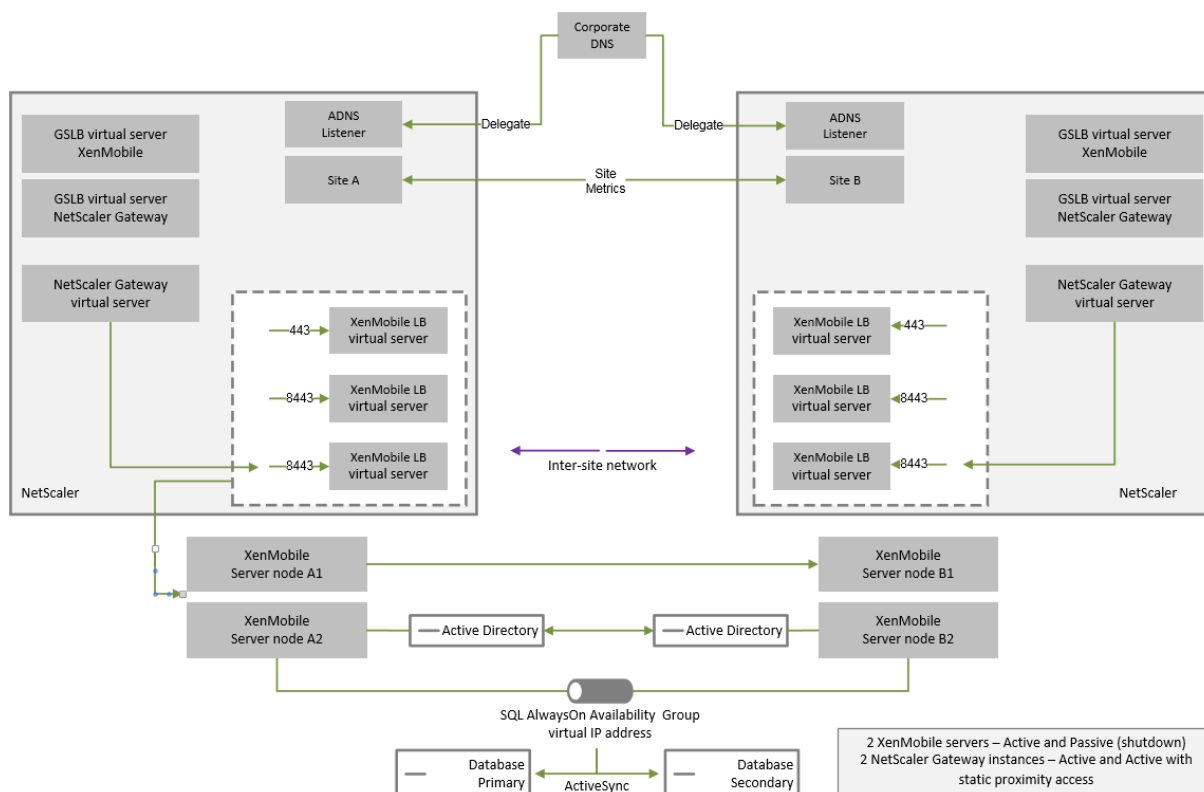 Corporate
DNS
ADNS
Listener
Delegate
Delegate
ADNS
Listener
GSLB virtual server
XenMobile
GSLB virtual server
XenMobile
Site A
Site
Metrics
Site B
GSLB virtual server
NetScaler Gateway
GSLB virtual server
NetScaler Gateway
NetScaler Gateway
virtual server
NetScaler Gateway
virtual server
443
XenMobile LB
virtual server
XenMobile LB
virtual server
443
8443
XenMobile LB
virtual server
XenMobile LB
virtual server
8443
8443
XenMobile LB
virtual server
XenMobile LB
virtual server
8443
Inter-site network
NetScaler
NetScaler
XenMobile
Server node A1
XenMobile
Server node B1
XenMobile
Server node A2
Active Directory
Active Directory
XenMobile
Server node B2
SQL AlwaysOn Availability Group
virtual IP address
Database
Primary
ActiveSync
Database
Secondary
2 XenMobile servers – Active and Passive (shutdown)
2 NetScaler Gateway instances – Active and Active with
static proximity access